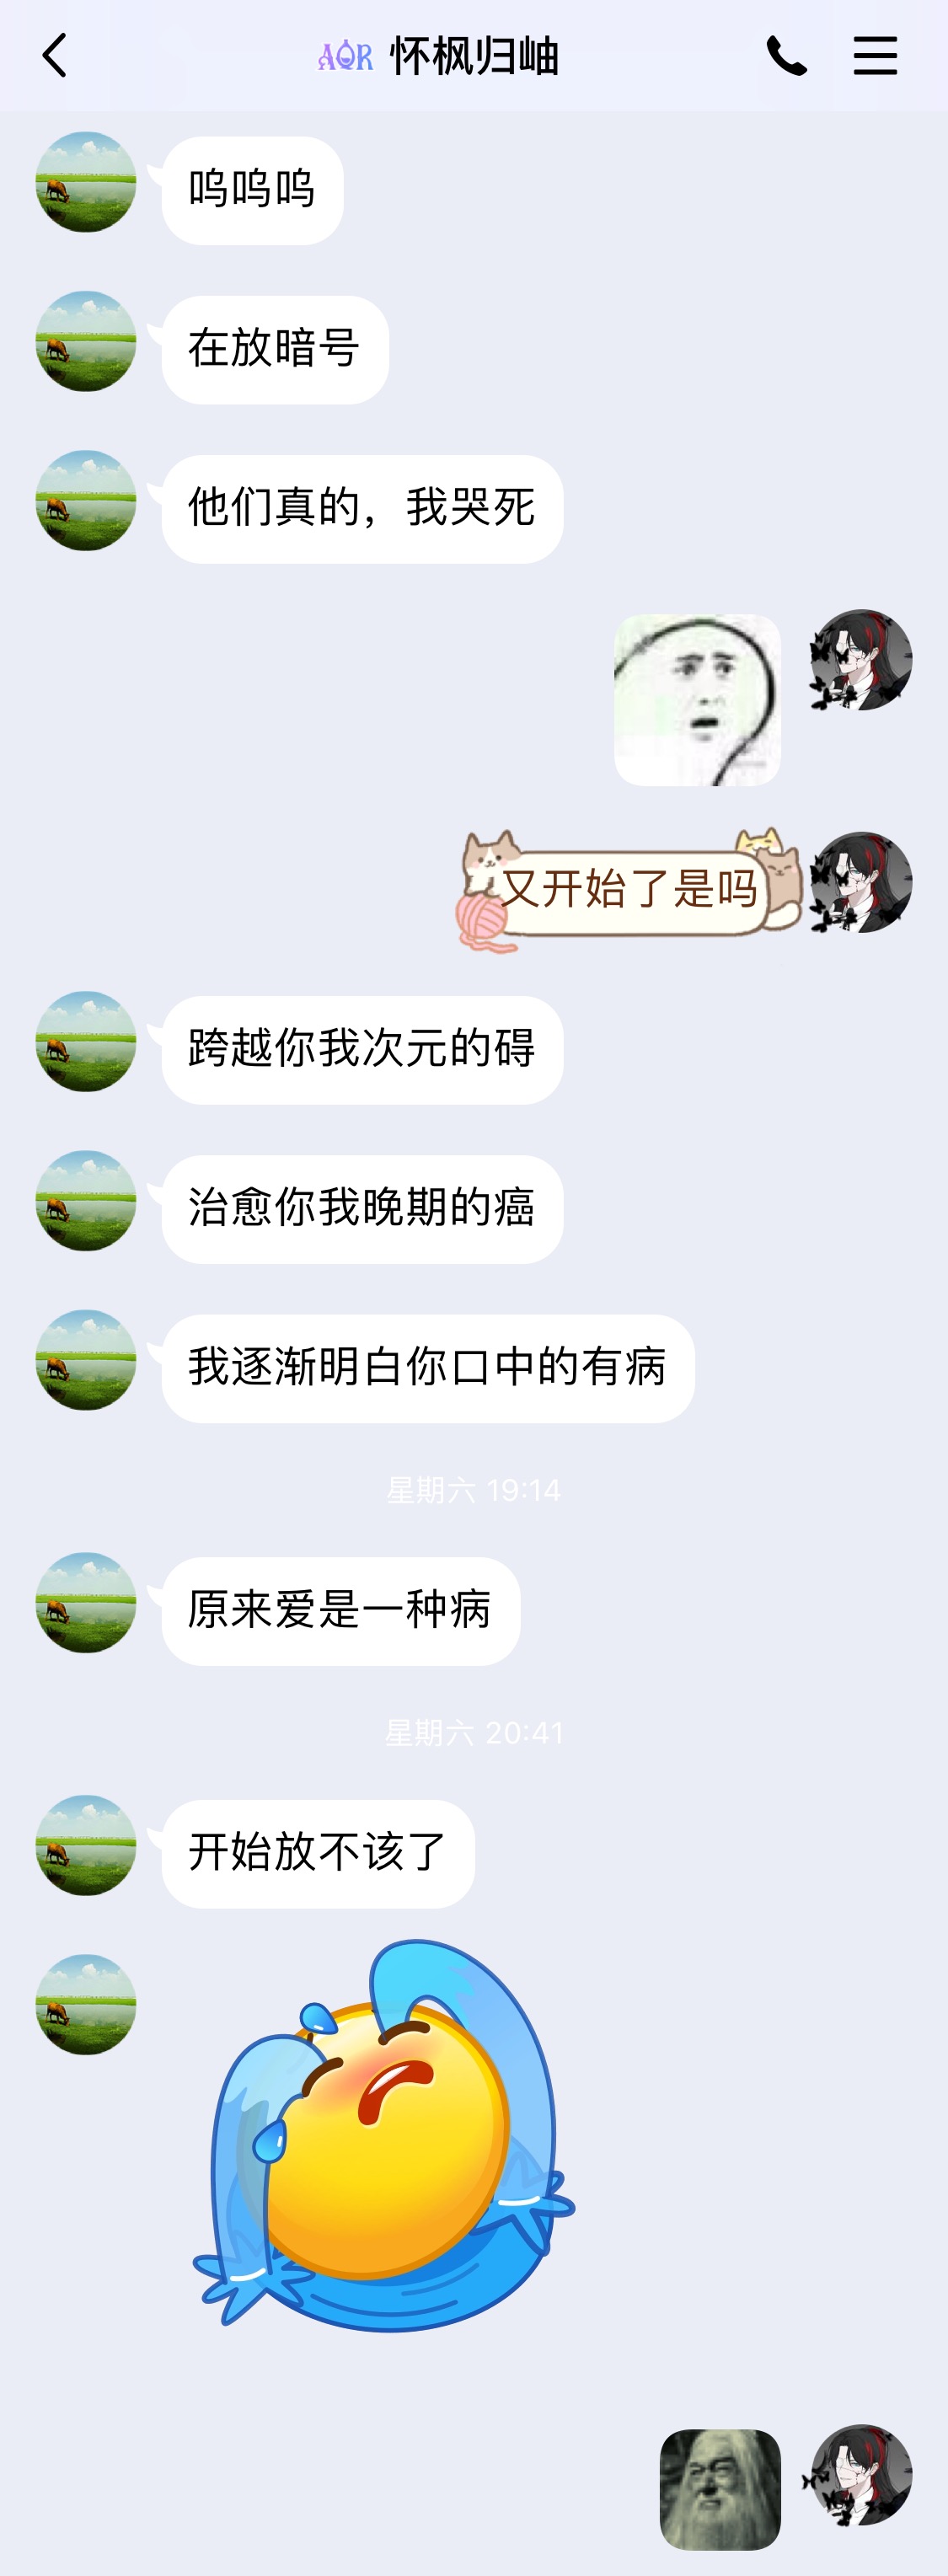 AQR 怀枫归岫
呜呜呜
在放暗号
他们真的，我哭死
又开始了是吗
跨越你我次元的碍
治愈你我晚期的癌
我逐渐明白你口中的有病
星期六 19:14
原来爱是一种病
星期六 20:41
开始放不该了